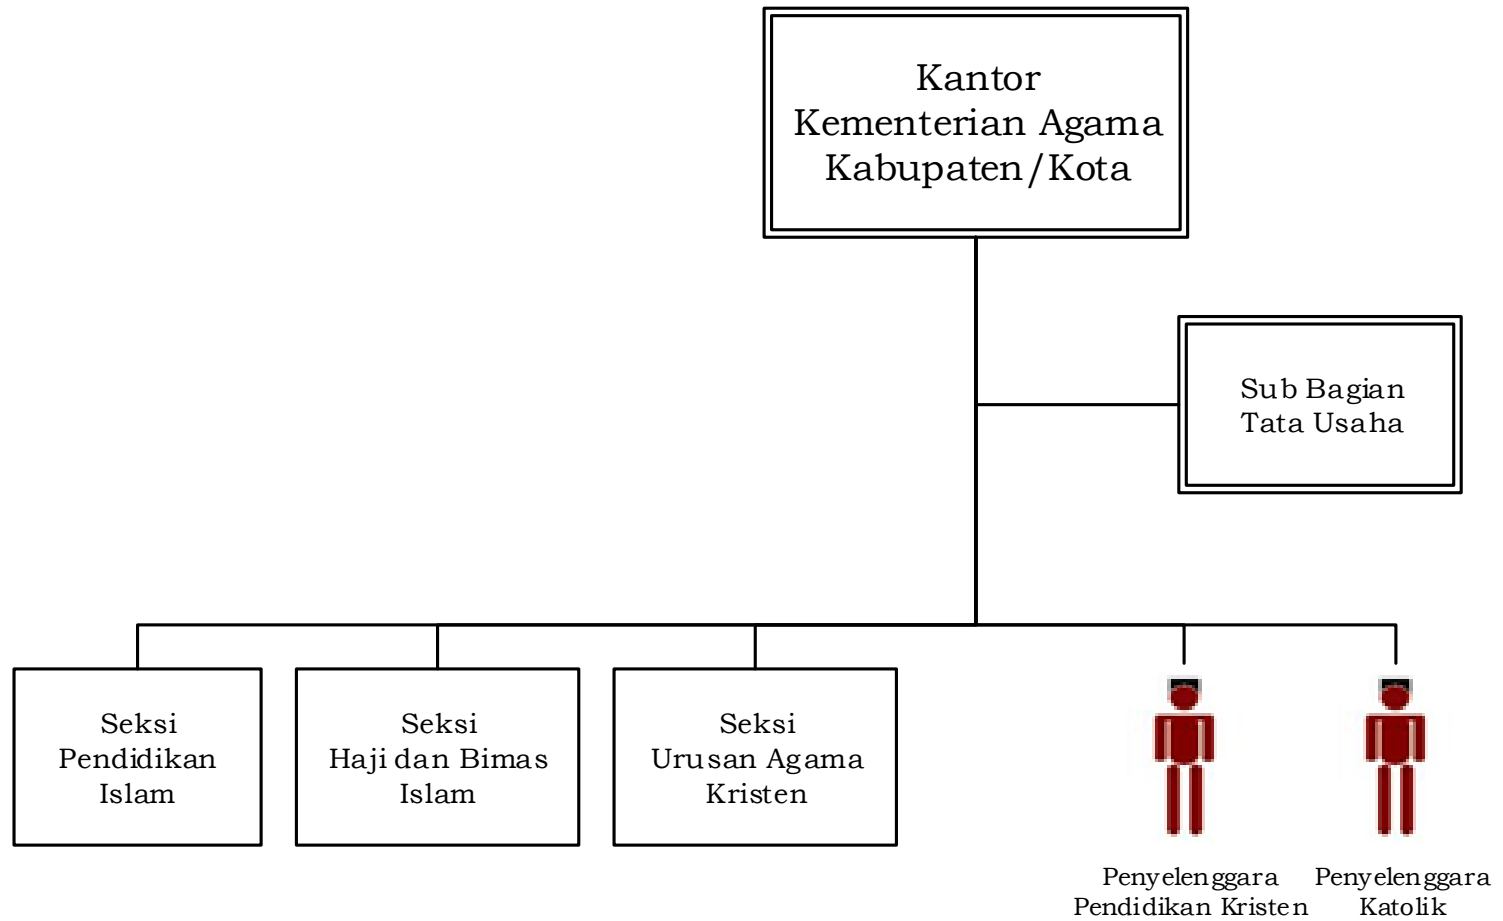 Kantor
Kementerian Agama
Kabupaten/Kota
Sub Bagian
Tata Usaha
Seksi
Pendidikan
Islam
Seksi
Haji dan Bimas
Islam
Seksi
Urusan Agama
Kristen
Penyelenggara
Pendidikan Kristen
Penyelenggara
Katolik